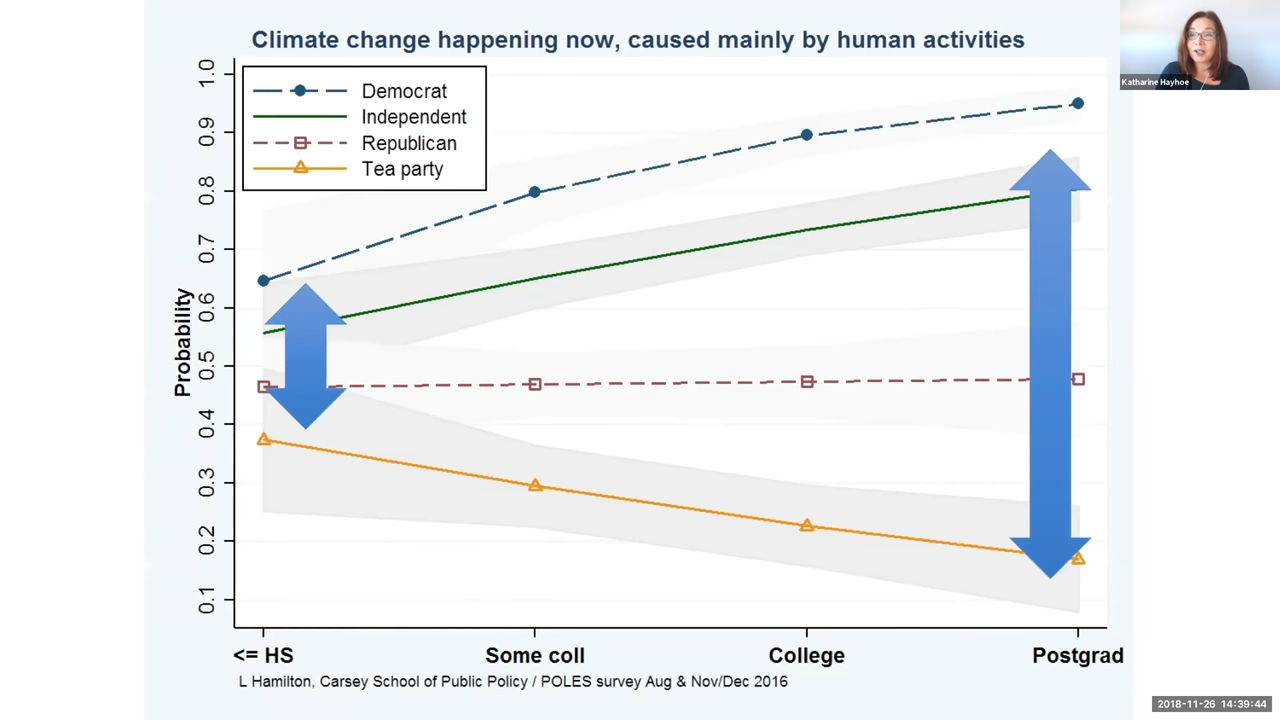 Climate change happening now, caused mainly by human activities
Katharine Hayhoe
Democrat
Independent
Republican
Tea party
Probability
1.0
0.9
0.8
0.7
0.6
0.5
0.4
0.3
0.2
0.1
<= HS Some coll College Postgrad
L Hamilton, Carsey School of Public Policy / POLES survey Aug & Nov/Dec 2016
2018-11-26 14:39:44